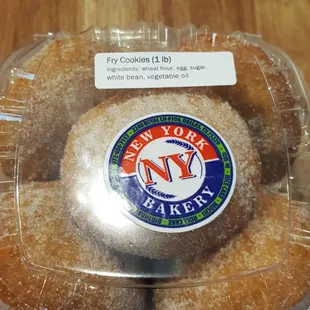 Fry Cookies (1 lb)
Ingredients: wheat flour, egg, sugar,
white bean, vegetable oil
NEW YORK
NY
BAKERY